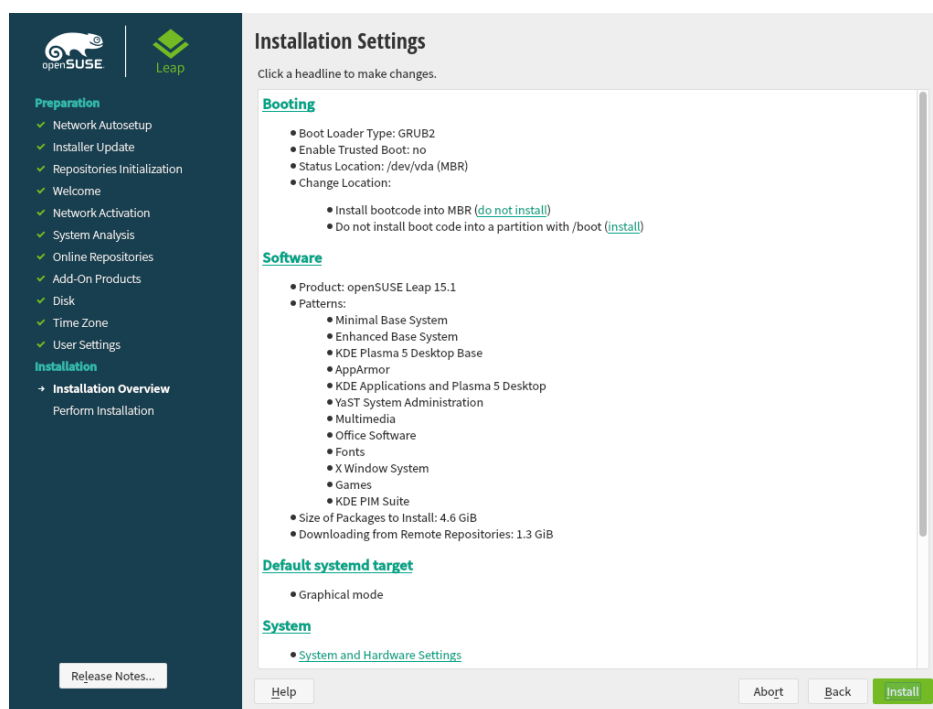 openSUSE.
Leap
Preparation
Network Autosetup
Installer Update
Repositories Initialization
Welcome
Network Activation
System Analysis
Online Repositories
Add-On Products
Disk
Time Zone
User Settings
Installation
Installation Overview
Perform Installation
Release Notes...
Installation Settings
Click a headline to make changes.
Booting
Boot Loader Type: GRUB2
Enable Trusted Boot: no
Status Location: /dev/vda (MBR)
Change Location:
Install bootcode into MBR (do not install)
Do not install boot code into a partition with /boot (install)
Software
Product: openSUSE Leap 15.1
Patterns:
Minimal Base System
Enhanced Base System
KDE Plasma 5 Desktop Base
AppArmor
KDE Applications and Plasma 5 Desktop
YaST System Administration
Multimedia
Office Software
Fonts
X Window System
Games
KDE PIM Suite
Size of Packages to Install: 4.6 GiB
Downloading from Remote Repositories: 1.3 GiB
Default systemd target
Graphical mode
System
System and Hardware Settings
Help
Abort
Back
Install